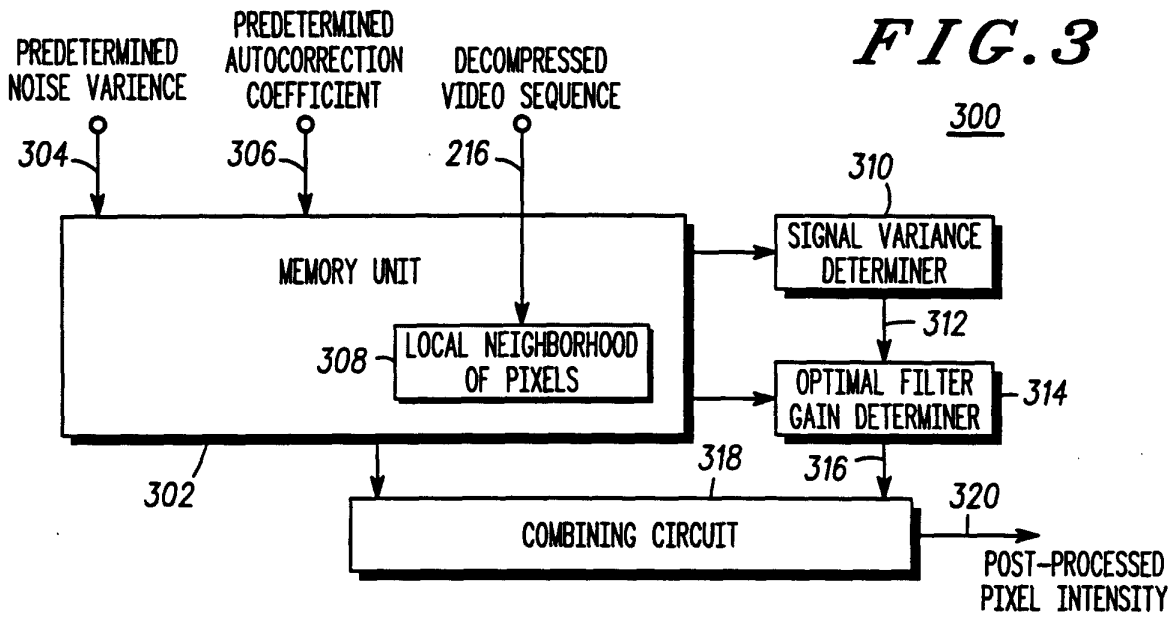 FIG.3
300
PREDETERMINED
NOISE VARIENCE
PREDETERMINED
AUTOCORRECTION
COEFFICIENT
DECOMPRESSED
VIDEO SEQUENCE
304
306
216
310
SIGNAL VARIANCE
DETERMINER
MEMORY UNIT
312
308
LOCAL NEIGHBORHOOD
OF PIXELS
OPTIMAL FILTER
GAIN DETERMINER
314
302
318
316
320
COMBINING CIRCUIT
POST-PROCESSED
PIXEL INTENSITY